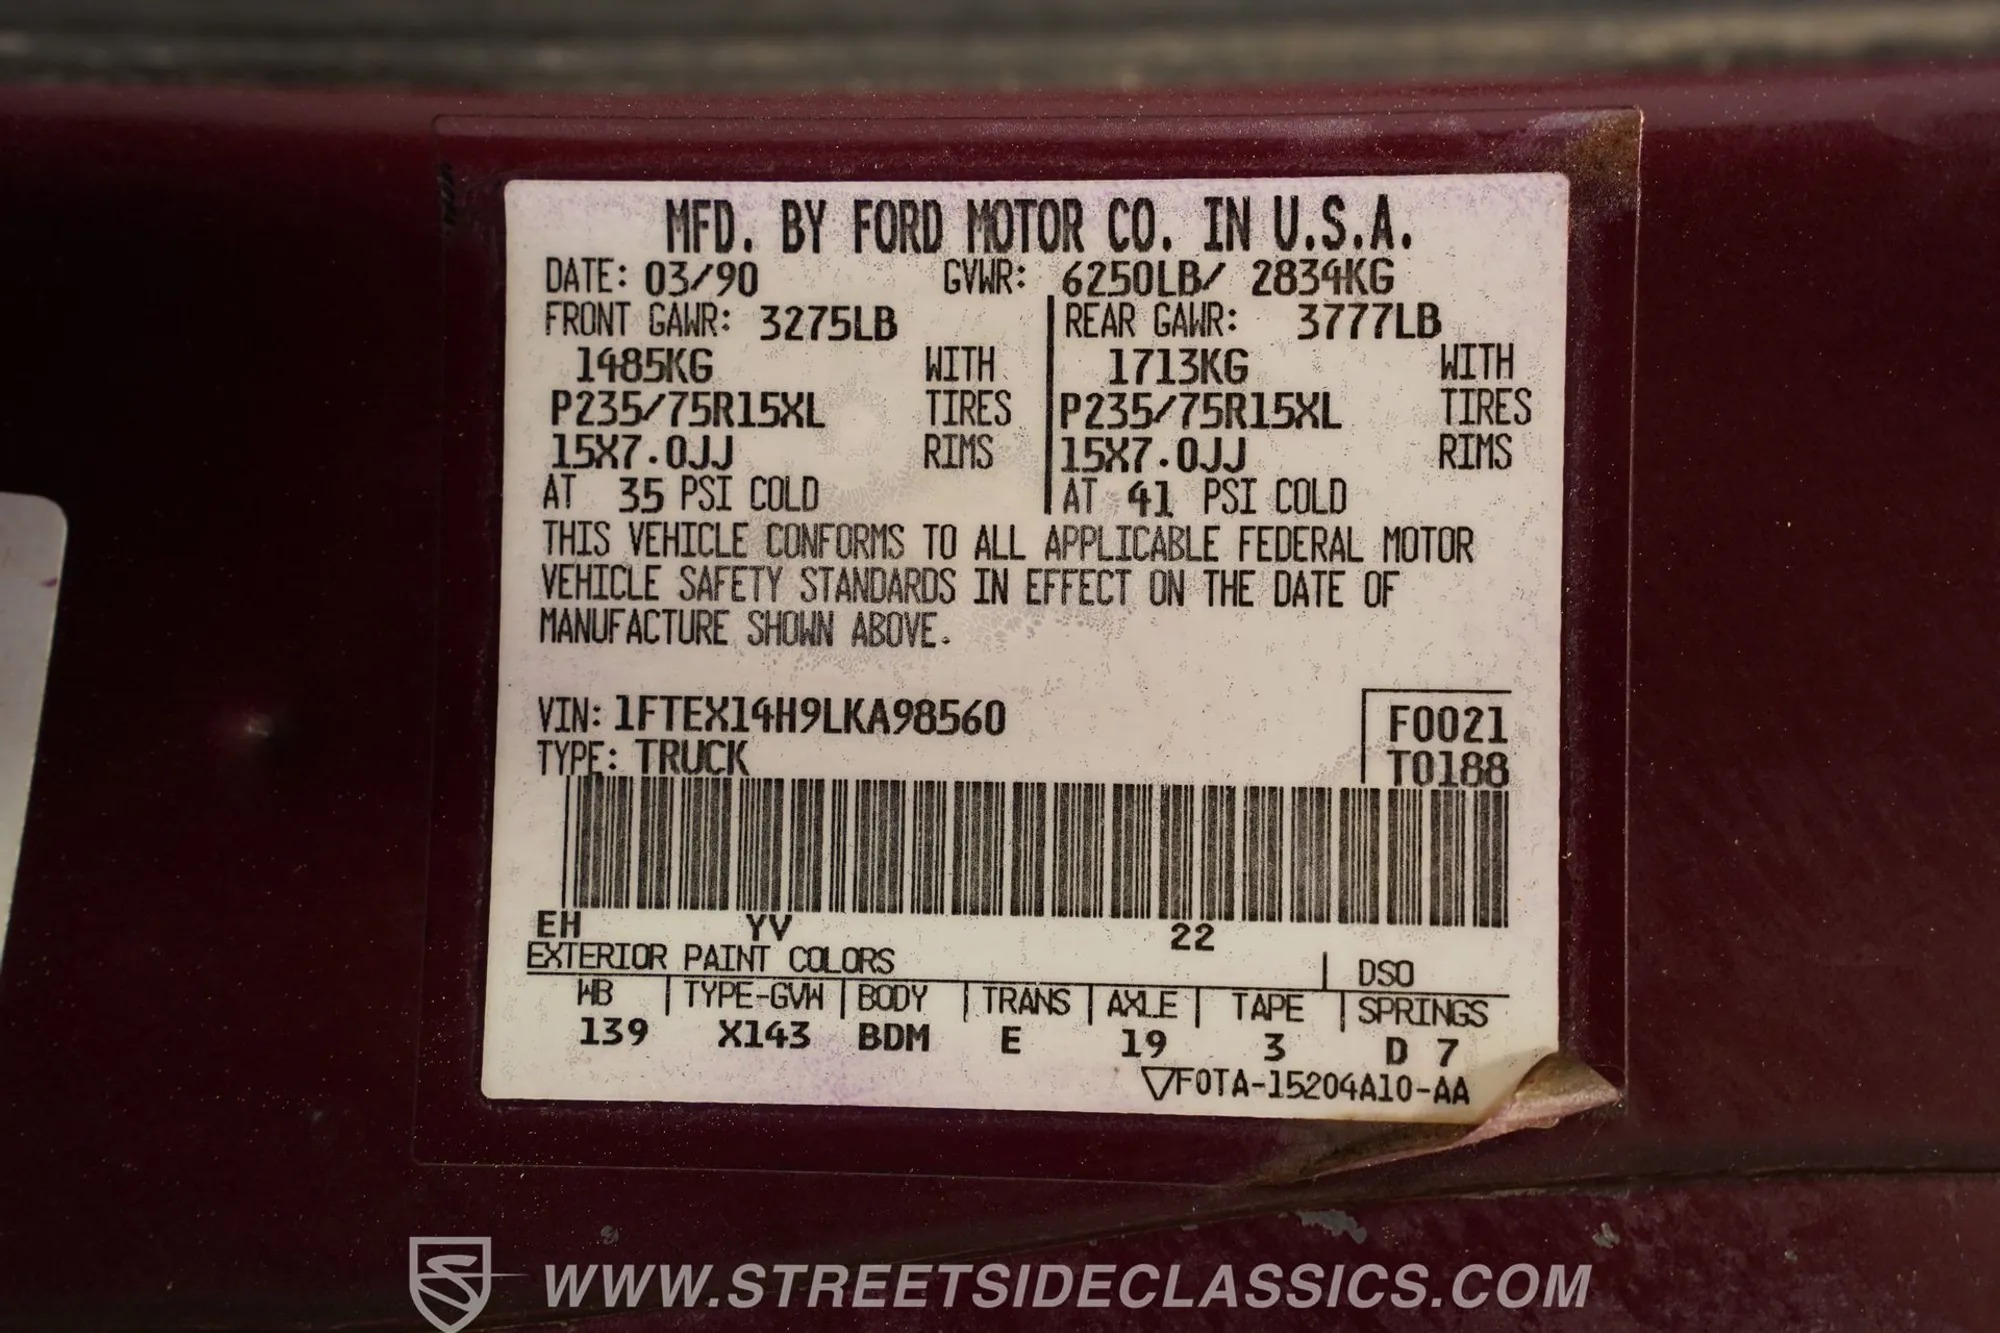 MFD. BY FORD MOTOR CO. IN U.S.A.
DATE: 03/90 GVWR: 6250LB/ 2834KG
FRONT GAWR: 3275LB REAR GAWR: 3777LB
1485KG WITH 1713KG WITH
P235/75R15XL TIRES P235/75R15XL TIRES
15X7.0JJ RIMS 15X7.0JJ RIMS
AT 35 PSI COLD AT 41 PSI COLD
THIS VEHICLE CONFORMS TO ALL APPLICABLE FEDERAL MOTOR
VEHICLE SAFETY STANDARDS IN EFFECT ON THE DATE OF
MANUFACTURE SHOWN ABOVE.
VIN: 1FTEX14H9LKA98560 F0021
TYPE: TRUCK T0188
EH YV 22
EXTERIOR PAINT COLORS DSO
WB TYPE-GVW BODY TRANS AXLE TAPE SPRINGS
139 X143 BDM E 19 3 D 7
▽F0TA-15204A10-AA
WWW.STREETSIDECLASSICS.COM